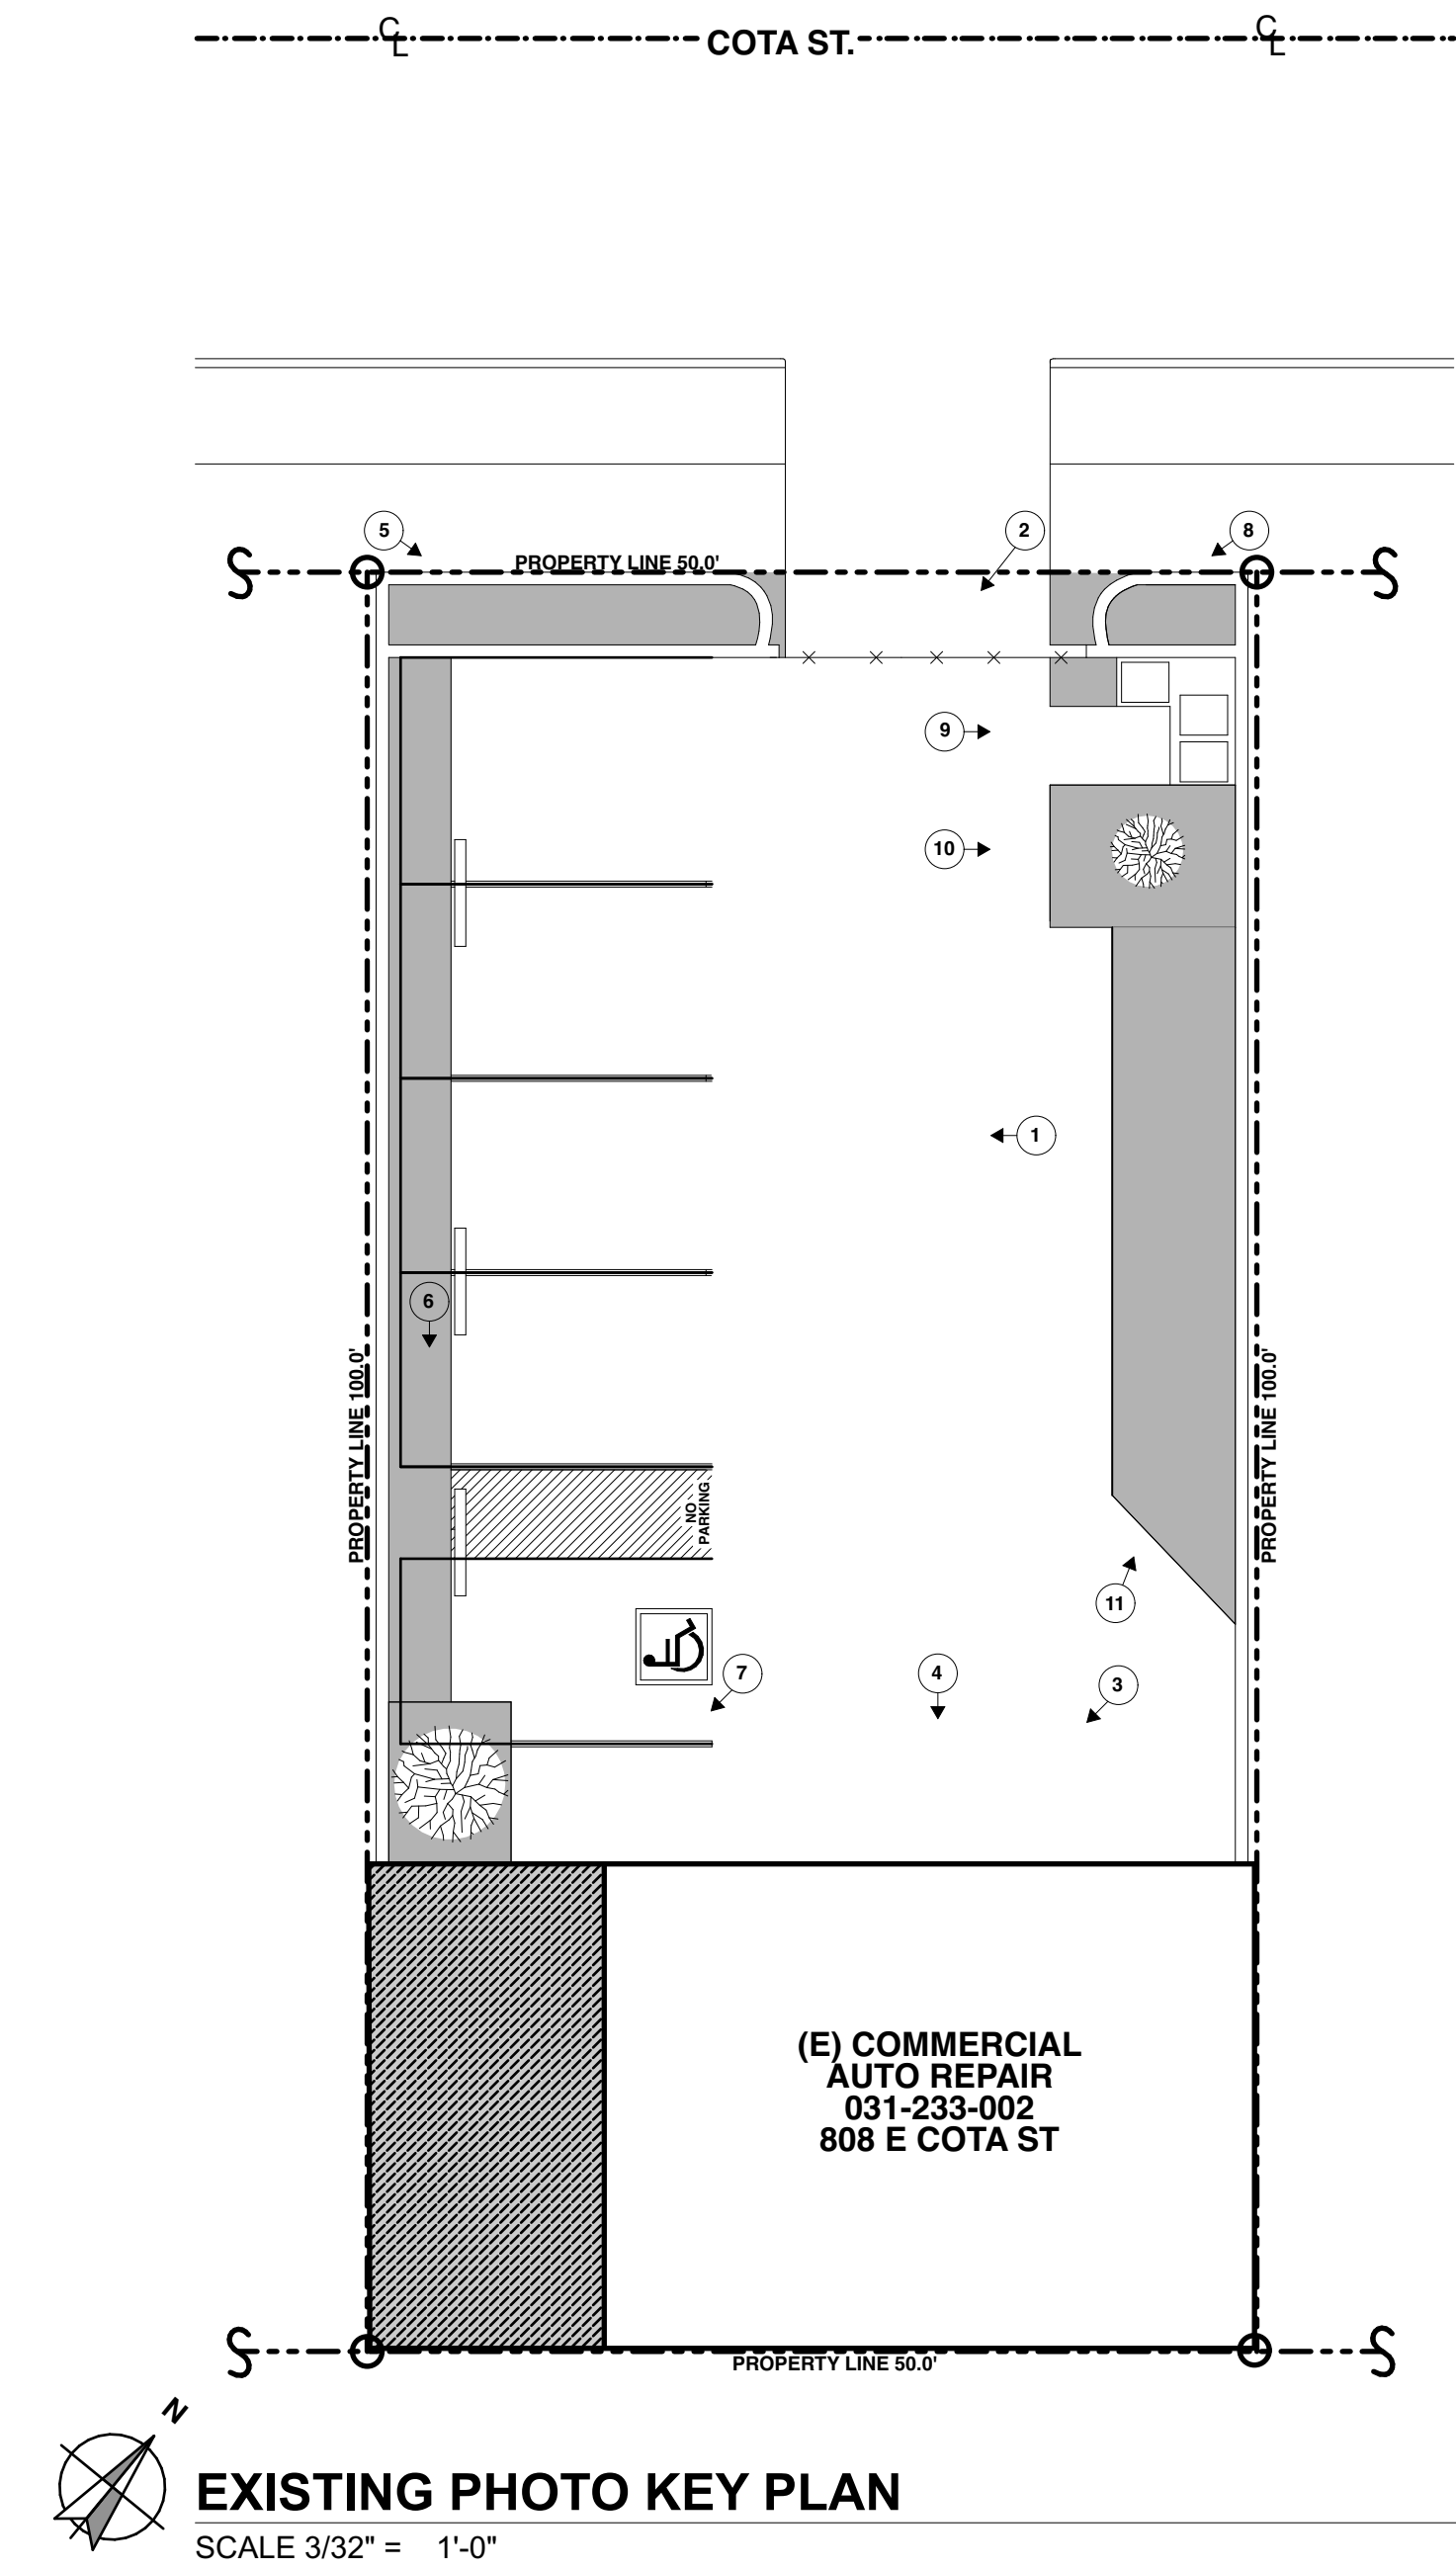 CL
COTA ST.
CL
5
2
8
PROPERTY LINE 50.0'
9
10
1
6
PROPERTY LINE 100.0'
PROPERTY LINE 100.0'
NO
PARKING
11
7
4
3
(E) COMMERCIAL
AUTO REPAIR
031-233-002
808 E COTA ST
PROPERTY LINE 50.0'
N
EXISTING PHOTO KEY PLAN
SCALE 3/32" = 1'-0"